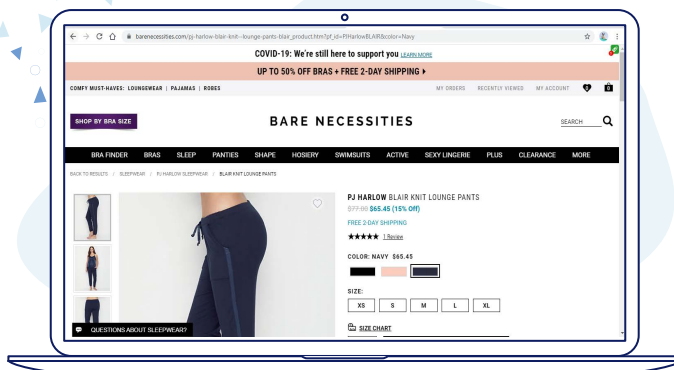 barenecessities.com/pj-harlow-blair-knit--lounge-pants-blair_product.htm?pf_id=PJHarlowBLAIR&color=Navy
COVID-19: We're still here to support you LEARN MORE
UP TO 50% OFF BRAS + FREE 2-DAY SHIPPING
COMFY MUST-HAVES: LOUNGEWEAR | PAJAMAS | ROBES
MY ORDERS RECENTLY VIEWED MY ACCOUNT 0
SHOP BY BRA SIZE
BARE NECESSITIES
SEARCH
BRA FINDER BRAS SLEEP PANTIES SHAPE HOSIERY SWIMSUITS ACTIVE SEXY LINGERIE PLUS CLEARANCE MORE
BACK TO RESULTS / SLEEPWEAR / PJ HARLOW SLEEPWEAR / BLAIR KNIT LOUNGE PANTS
PJ HARLOW BLAIR KNIT LOUNGE PANTS
$77.00 $65.45 (15% Off)
FREE 2-DAY SHIPPING
1 Review
COLOR: NAVY $65.45
SIZE:
XS S M L XL
SIZE CHART
QUESTIONS ABOUT SLEEPWEAR?